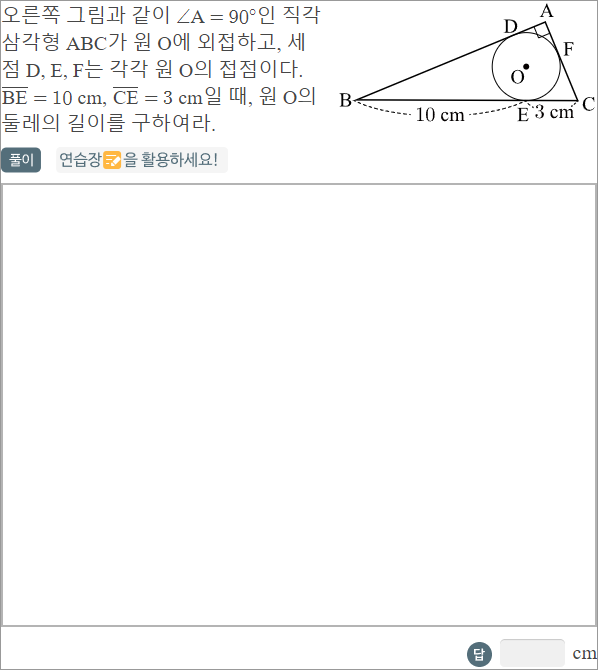 오른쪽 그림과 같이 ∠A = 90°인 직각
삼각형 ABC가 원 O에 외접하고, 세
점 D, E, F는 각각 원 O의 접점이다.
BE = 10 cm, CE = 3 cm일 때, 원 O의
둘레의 길이를 구하여라.
A
D
F
O
B
C
10 cm
E
3 cm
풀이
연습장을 활용하세요!
답
cm